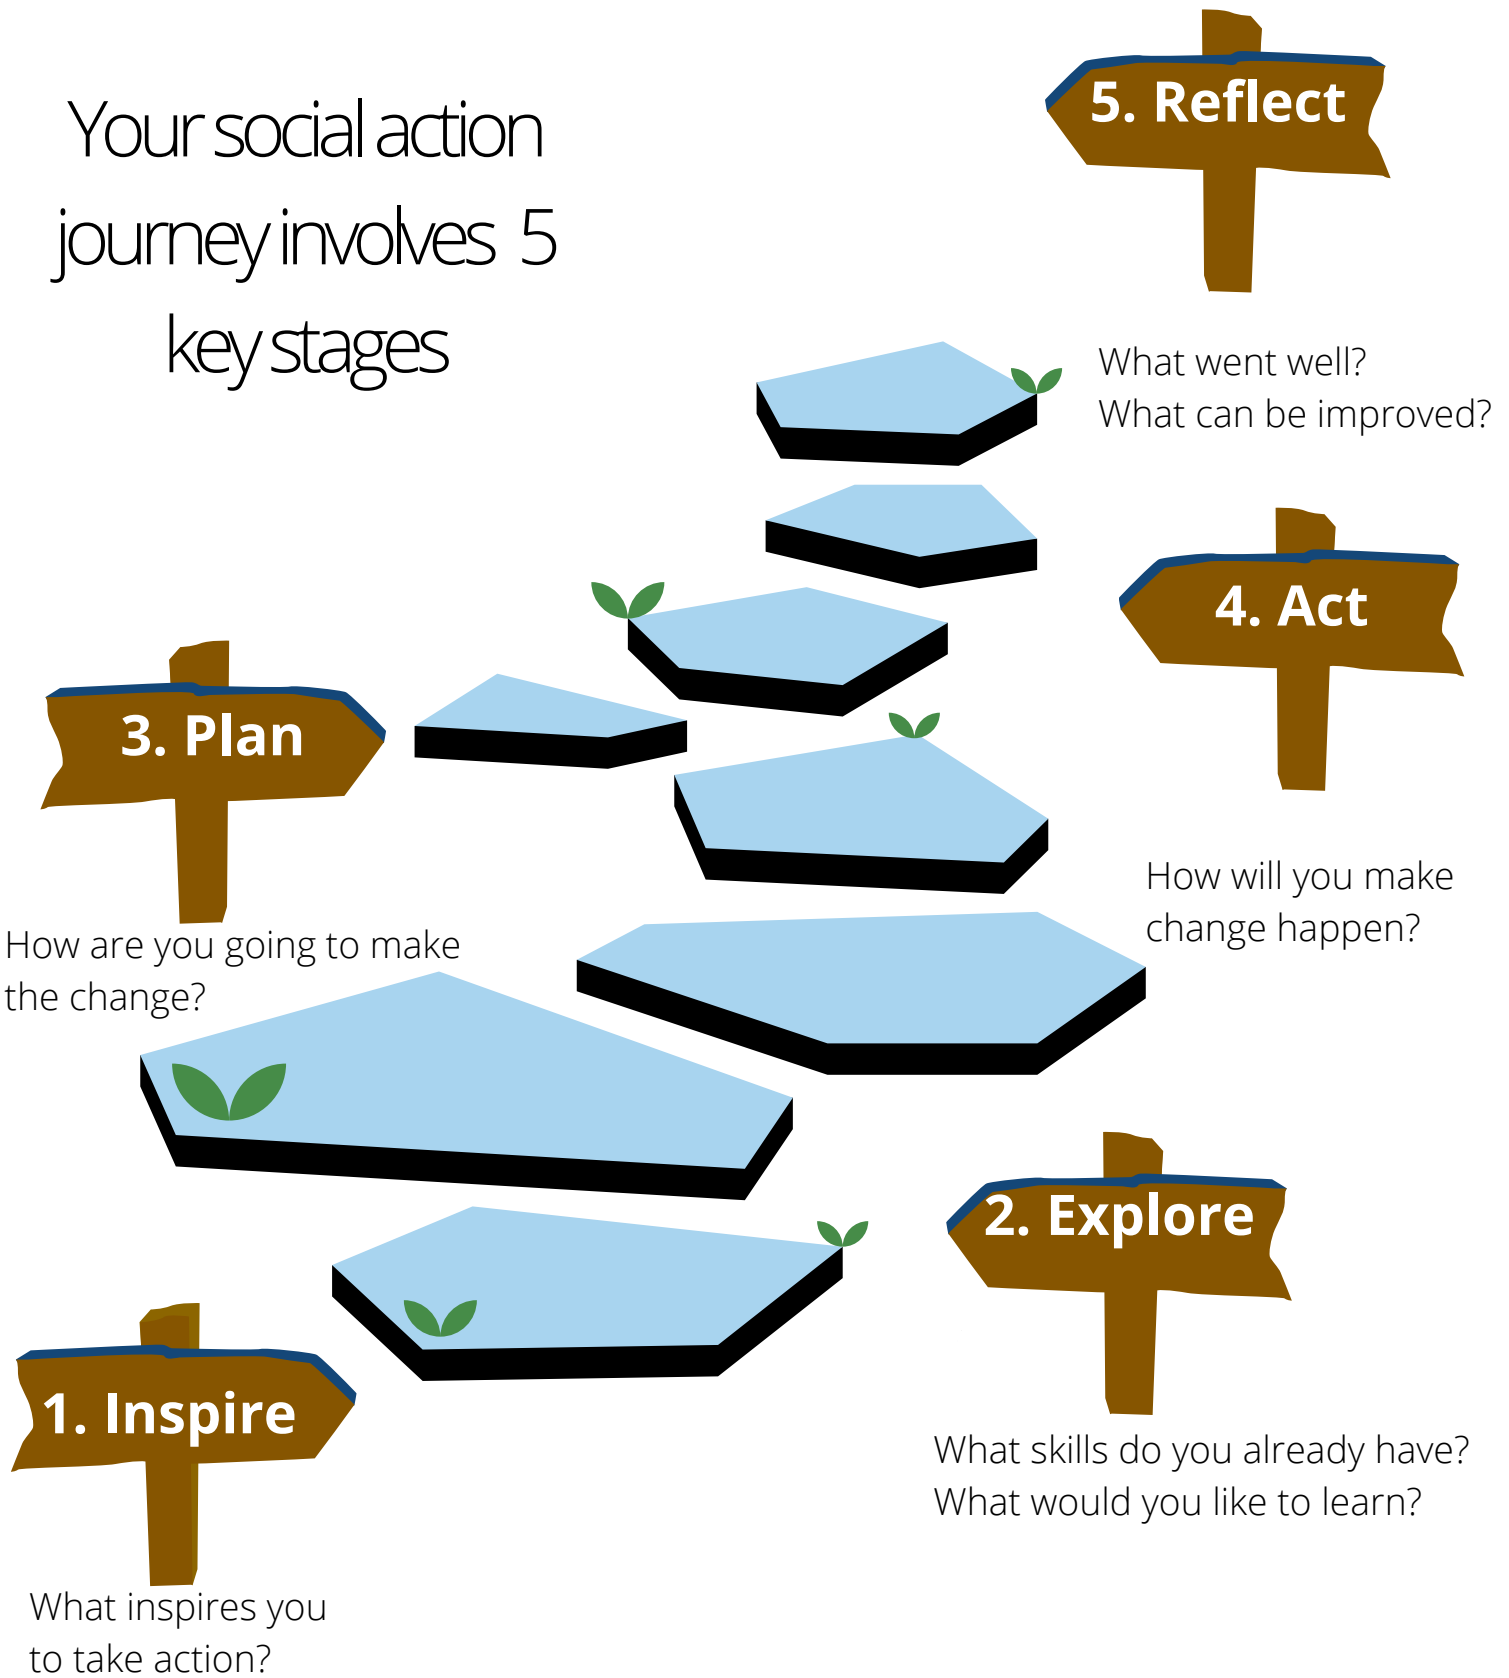 Your social action
journey involves 5
key stages
5. Reflect
What went well?
What can be improved?
4. Act
How will you make
change happen?
3. Plan
How are you going to make
the change?
2. Explore
What skills do you already have?
What would you like to learn?
1. Inspire
What inspires you
to take action?